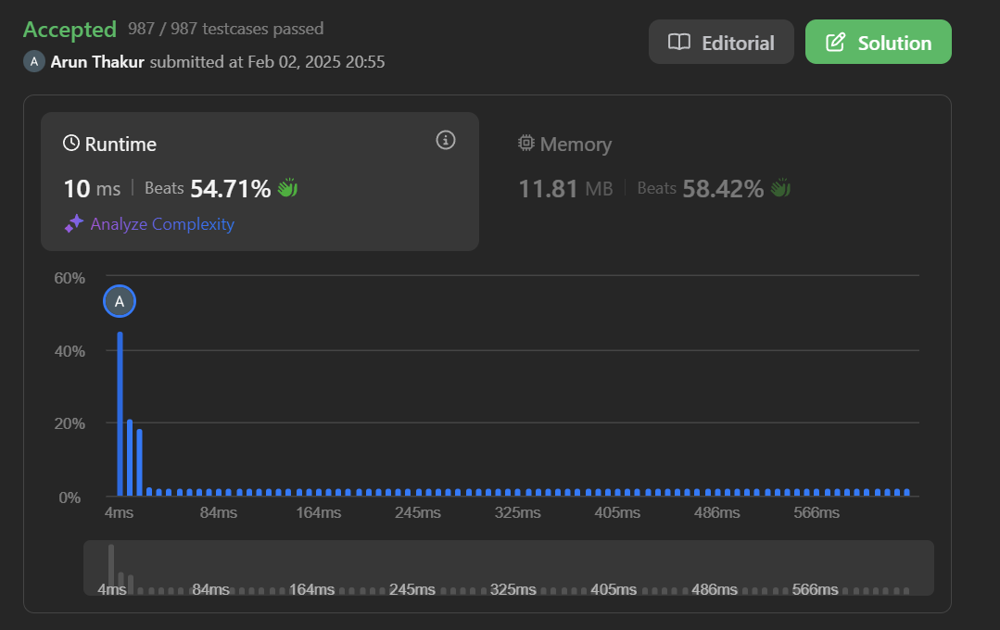 Accepted 987 / 987 testcases passed
Editorial
Solution
A Arun Thakur submitted at Feb 02, 2025 20:55
Runtime
10 ms | Beats 54.71%
Analyze Complexity
Memory
11.81 MB | Beats 58.42%
60%
A
40%
20%
0%
4ms 84ms 164ms 245ms 325ms 405ms 486ms 566ms
4ms 84ms 164ms 245ms 325ms 405ms 486ms 566ms